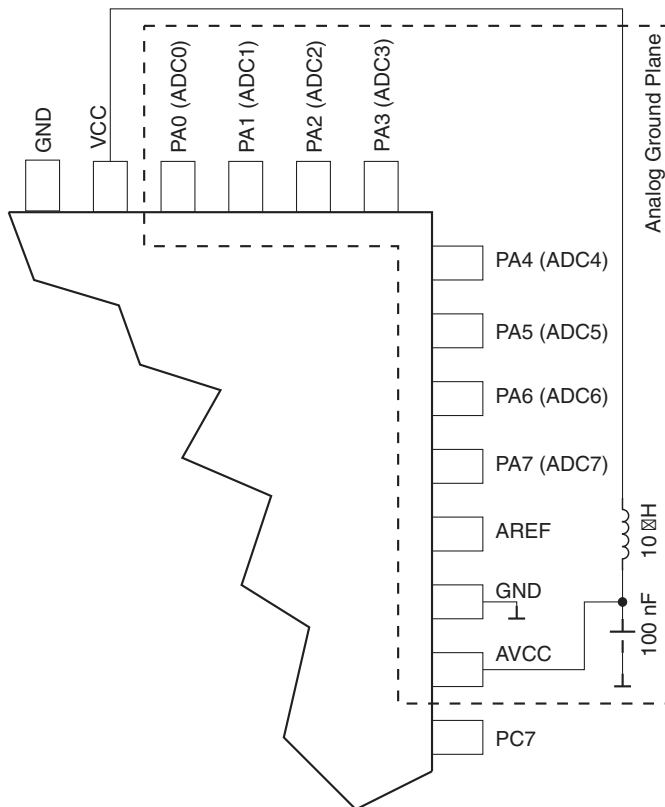 GND
VCC
PA0 (ADC0)
PA1 (ADC1)
PA2 (ADC2)
PA3 (ADC3)
Analog Ground Plane
PA4 (ADC4)
PA5 (ADC5)
PA6 (ADC6)
PA7 (ADC7)
AREF
GND
AVCC
PC7
10 H
100 nF